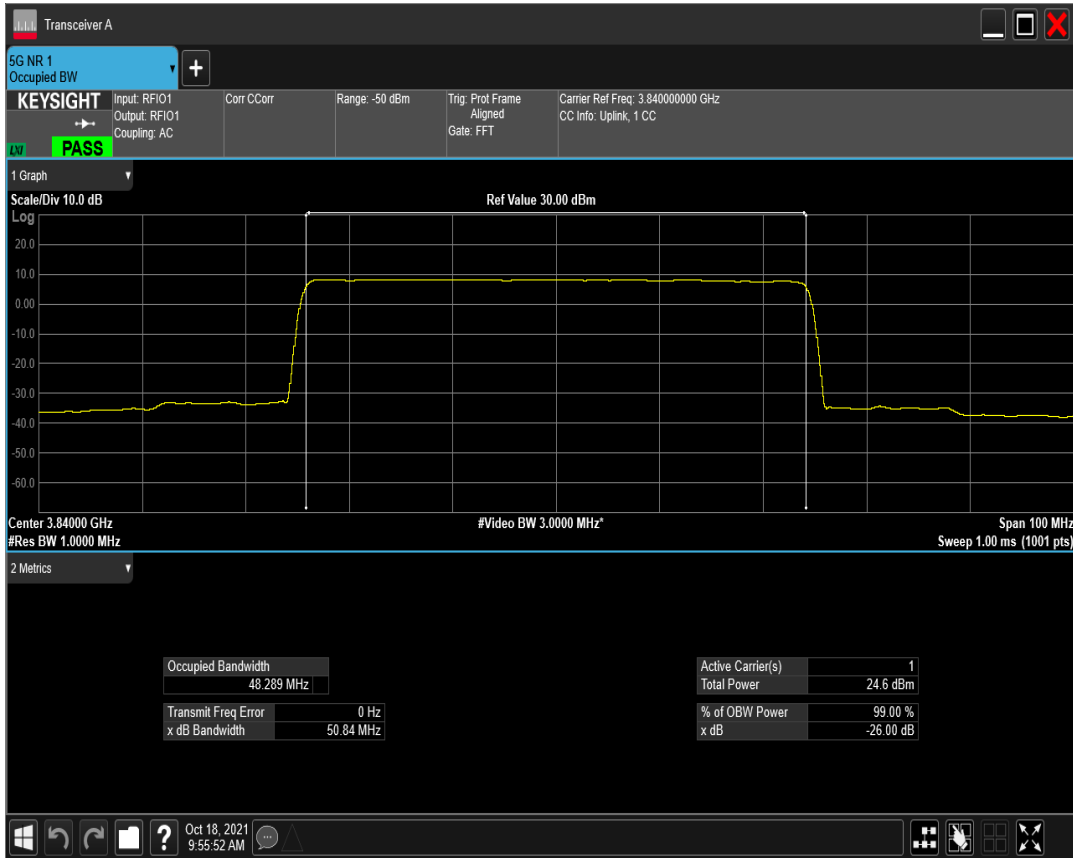 Transceiver A
5G NR 1
Occupied BW
KEYSIGHT
LXI
PASS
Input: RFIO1
Output: RFIO1
Coupling: AC
Corr CCorr
Range: -50 dBm
Trig: Prot Frame
Aligned
Gate: FFT
Carrier Ref Freq: 3.840000000 GHz
CC Info: Uplink, 1 CC
1 Graph
Scale/Div 10.0 dB
Ref Value 30.00 dBm
Log
20.0
10.0
0.00
-10.0
-20.0
-30.0
-40.0
-50.0
-60.0
Center 3.84000 GHz
#Video BW 3.0000 MHz*
Span 100 MHz
#Res BW 1.0000 MHz
Sweep 1.00 ms (1001 pts)
2 Metrics
Occupied Bandwidth
48.289 MHz
Transmit Freq Error 0 Hz
x dB Bandwidth 50.84 MHz
Active Carrier(s) 1
Total Power 24.6 dBm
% of OBW Power 99.00 %
x dB -26.00 dB
?
Oct 18, 2021
9:55:52 AM